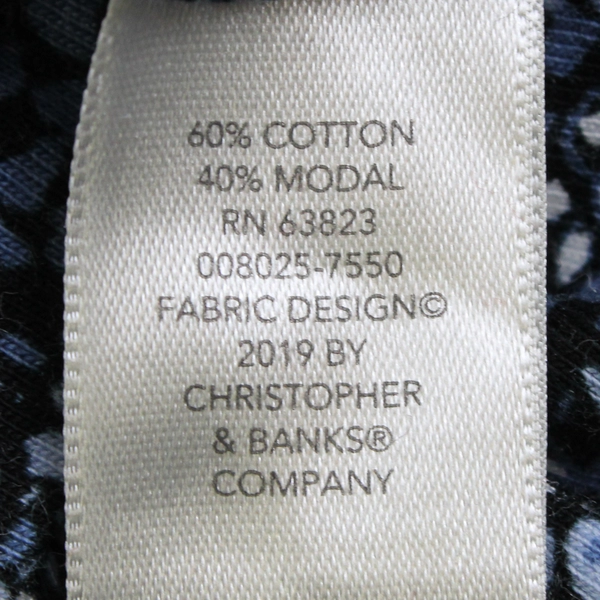 60% COTTON
40% MODAL
RN 63823
008025-7550
FABRIC DESIGN©
2019 BY
CHRISTOPHER
& BANKS®
COMPANY